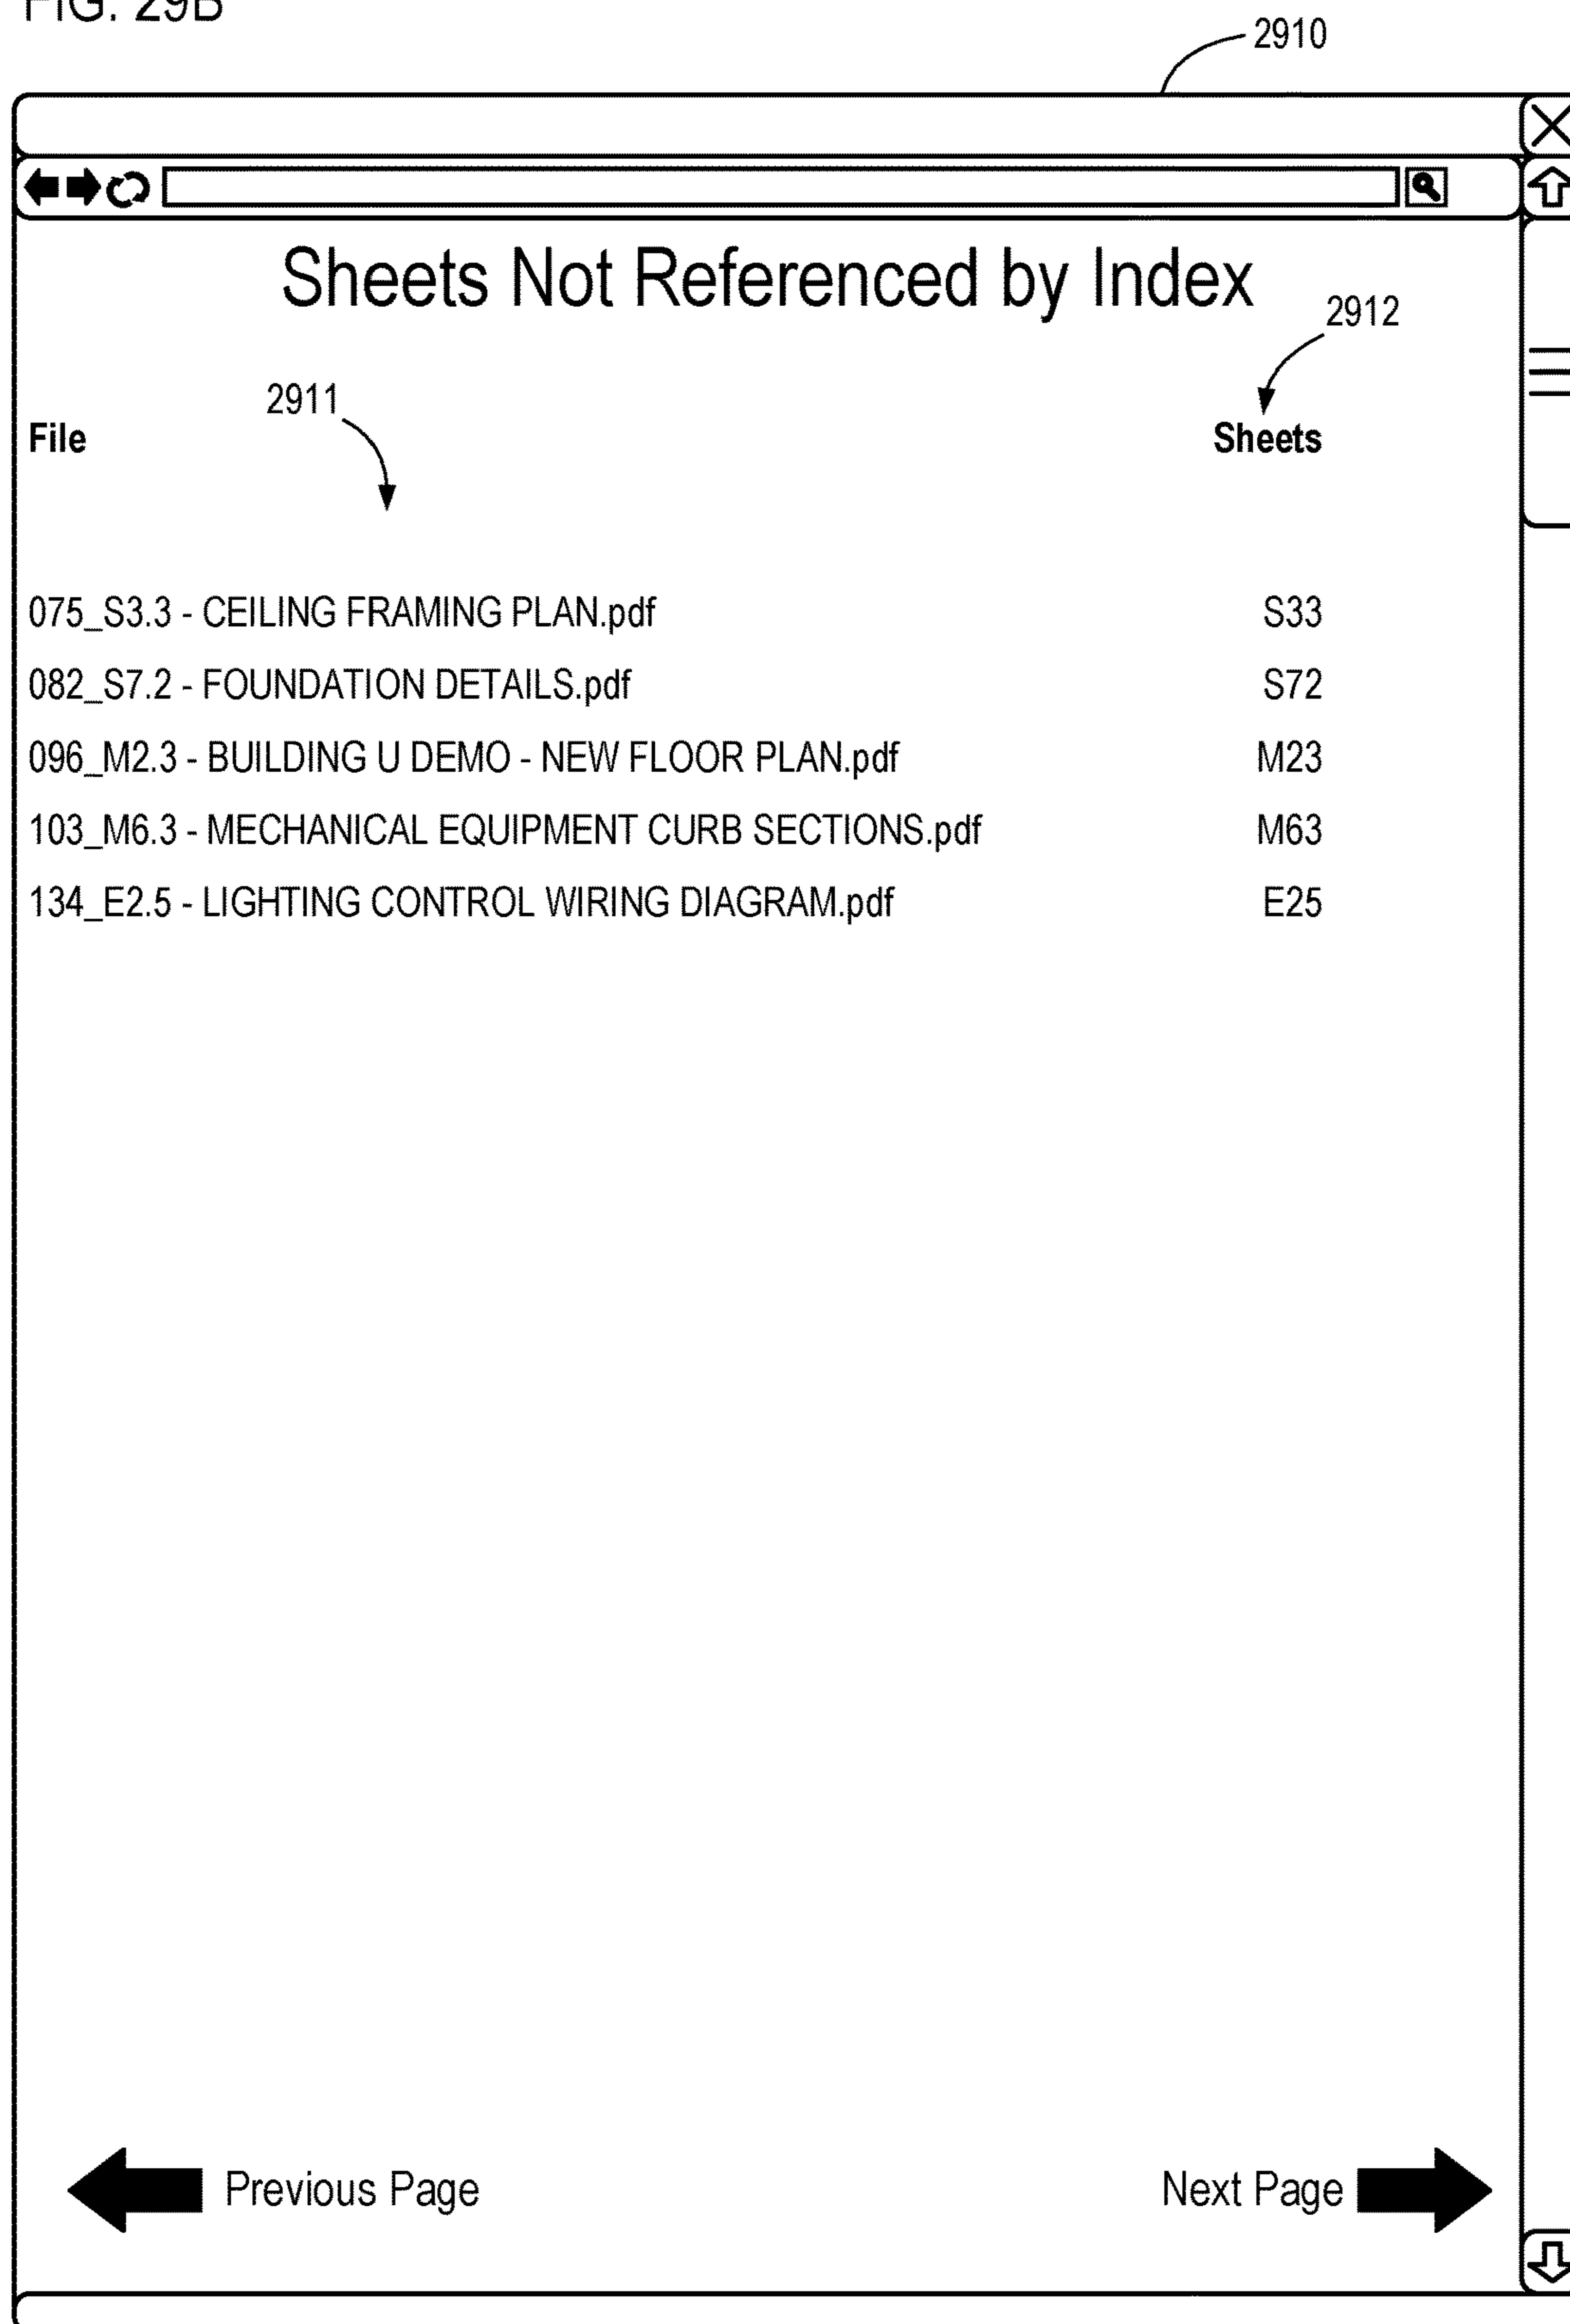 FIG. 29B
2910
Sheets Not Referenced by Index
2912
2911
File Sheets
075_S3.3 - CEILING FRAMING PLAN.pdf S33
082_S7.2 - FOUNDATION DETAILS.pdf S72
096_M2.3 - BUILDING U DEMO - NEW FLOOR PLAN.pdf M23
103_M6.3 - MECHANICAL EQUIPMENT CURB SECTIONS.pdf M63
134_E2.5 - LIGHTING CONTROL WIRING DIAGRAM.pdf E25
Previous Page Next Page